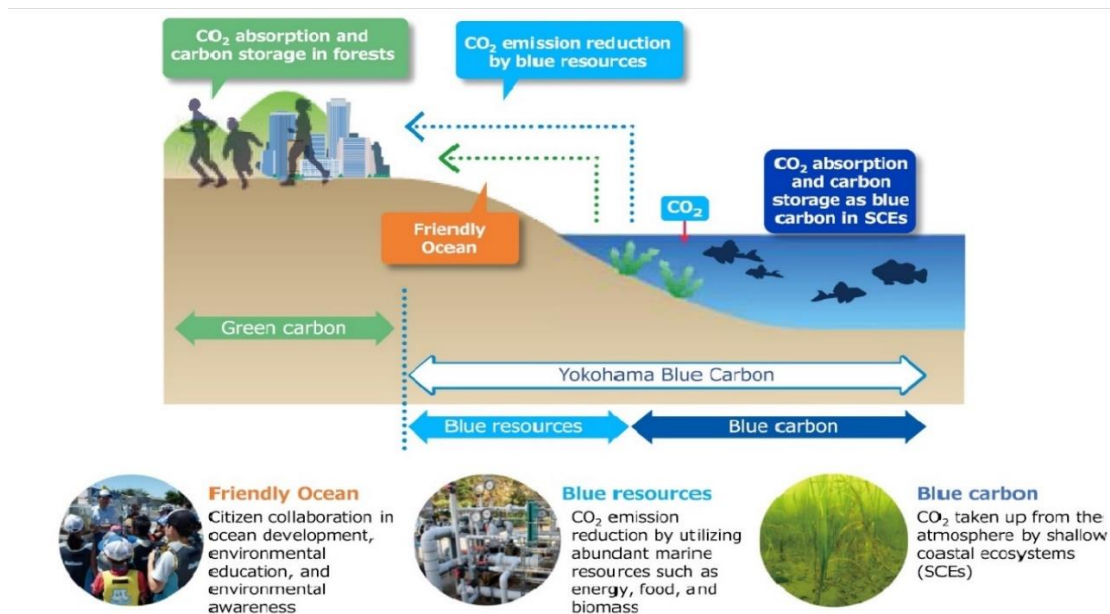 CO₂ absorption and
carbon storage in forests
CO₂ emission reduction
by blue resources
CO₂ absorption
and carbon
storage as blue
carbon in SCEs
CO₂
Friendly
Ocean
Green carbon
Yokohama Blue Carbon
Blue resources
Blue carbon
Friendly Ocean
Citizen collaboration in
ocean development,
environmental
education, and
environmental
awareness
Blue resources
CO₂ emission
reduction by utilizing
abundant marine
resources such as
energy, food, and
biomass
Blue carbon
CO₂ taken up from the
atmosphere by shallow
coastal ecosystems
(SCEs)